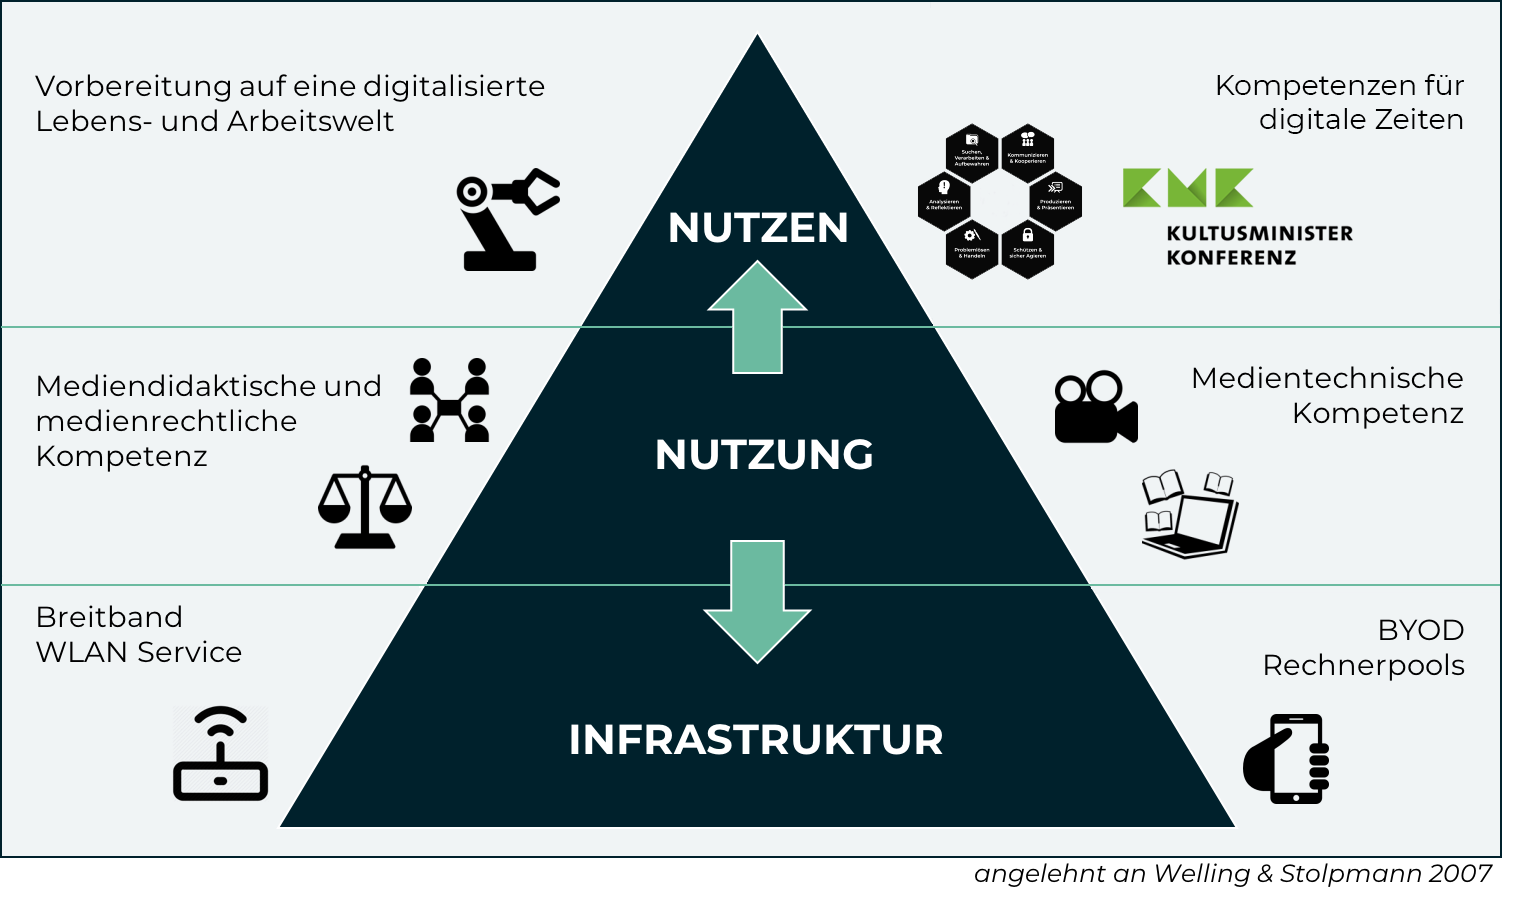 Vorbereitung auf eine digitalisierte
Lebens- und Arbeitswelt
Kompetenzen für
digitale Zeiten
Suchen,
Verarbeiten &
Aufbewahren
Kommunizieren
& Kooperieren
Analysieren
& Reflektieren
Produzieren
& Präsentieren
Problemlösen
& Handeln
Schützen &
sicher Agieren
KMK
KULTUSMINISTER
KONFERENZ
NUTZEN
Mediendidaktische und
medienrechtliche
Kompetenz
Medientechnische
Kompetenz
NUTZUNG
Breitband
WLAN Service
BYOD
Rechnerpools
INFRASTRUKTUR
angelehnt an Welling & Stolpmann 2007